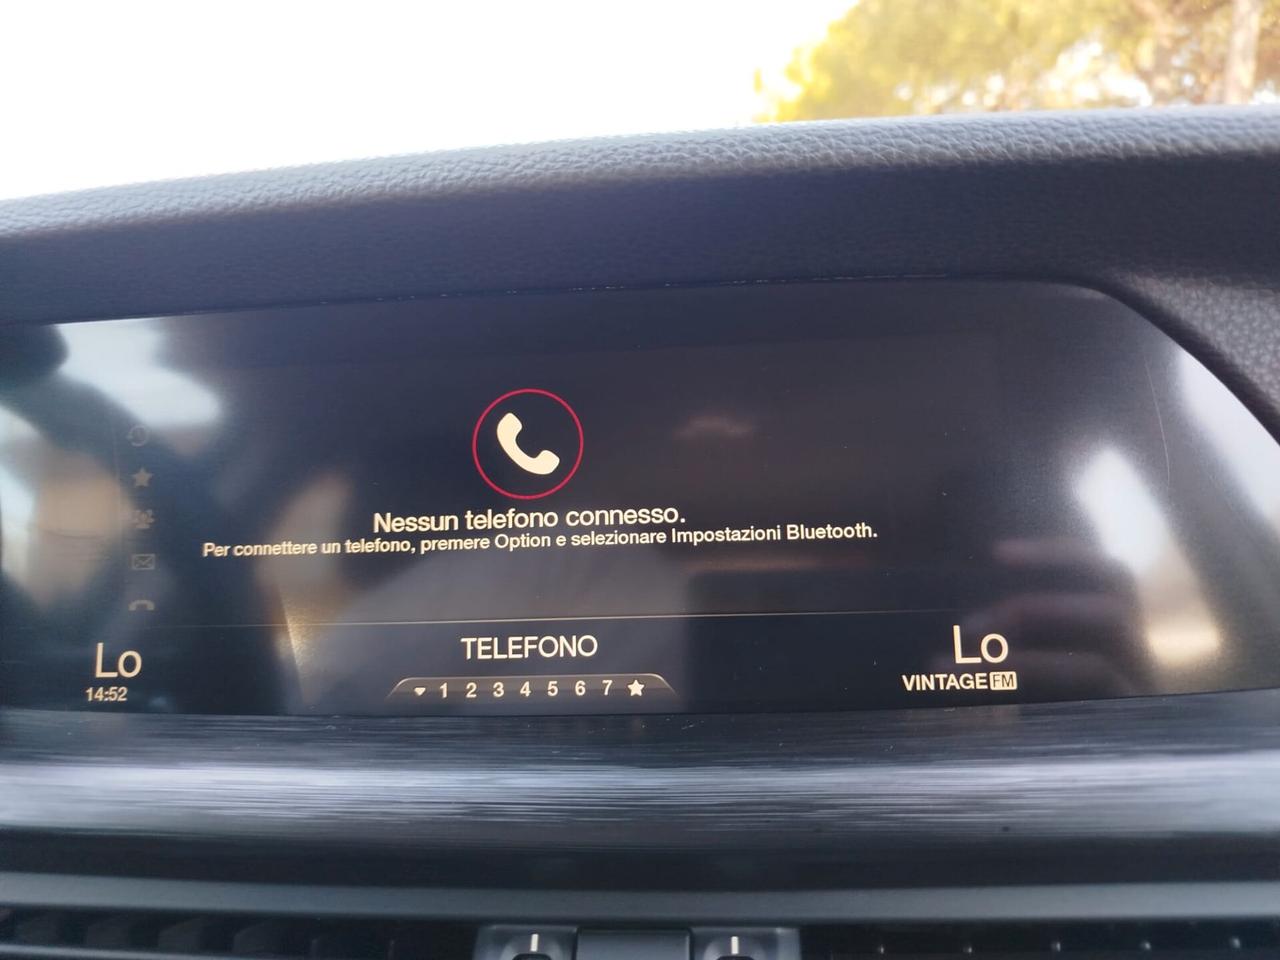 Nessun telefono connesso.
Per connettere un telefono, premere Option e selezionare Impostazioni Bluetooth.
Lo
TELEFONO
Lo
14:52
1 2 3 4 5 6 7
VINTAGE FM